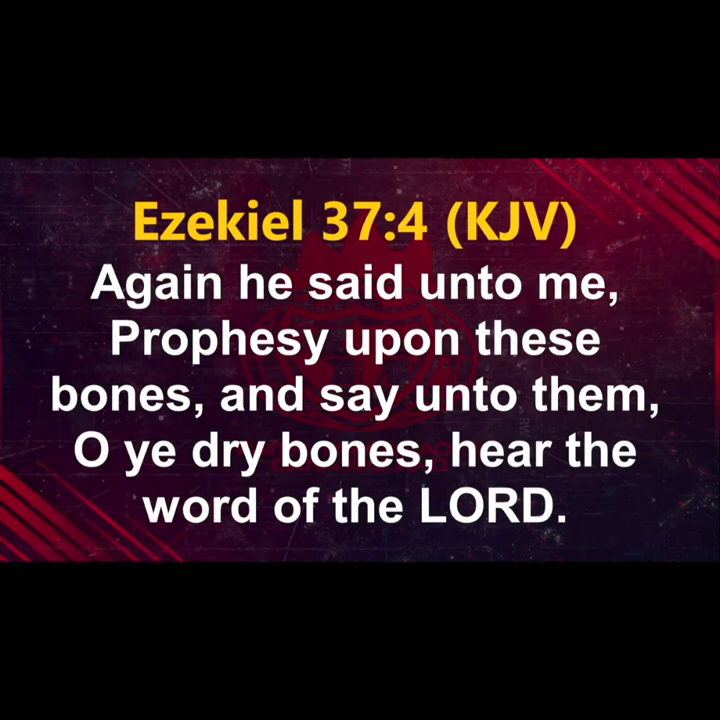 Ezekiel 37:4 (KJV)
Again he said unto me,
Prophesy upon these
bones, and say unto them,
O ye dry bones, hear the
word of the LORD.